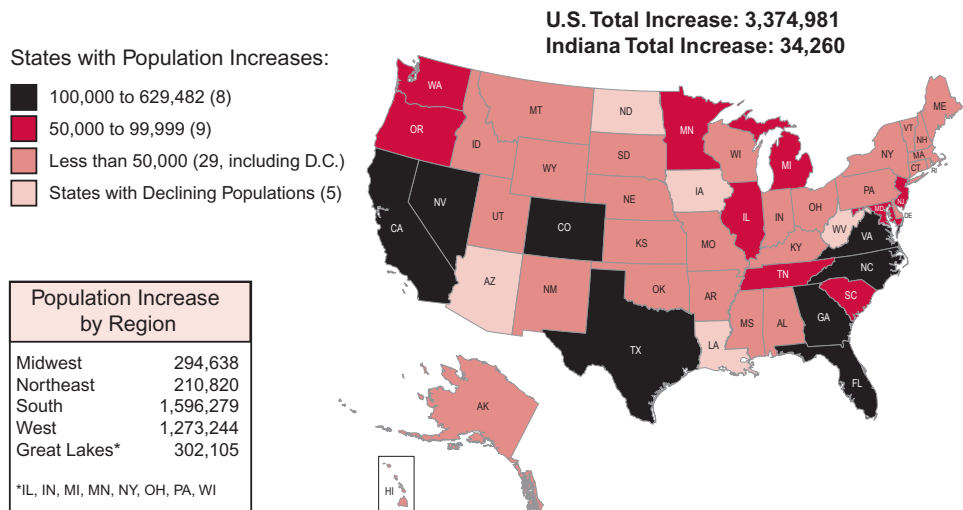 U.S. Total Increase: 3,374,981
Indiana Total Increase: 34,260
States with Population Increases:
100,000 to 629,482 (8)
50,000 to 99,999 (9)
Less than 50,000 (29, including D.C.)
States with Declining Populations (5)
Population Increase
by Region
Midwest 294,638
Northeast 210,820
South 1,596,279
West 1,273,244
Great Lakes* 302,105
*IL, IN, MI, MN, NY, OH, PA, WI
WA
MT
ND
MN
ME
VT
NH
OR
ID
SD
WI
MI
NY
MA
CT
RI
WY
IA
PA
NJ
NV
NE
OH
MD
DE
CA
UT
CO
IL
IN
WV
VA
KS
MO
KY
NC
AZ
NM
OK
TN
AR
SC
MS
AL
GA
TX
LA
FL
AK
HI